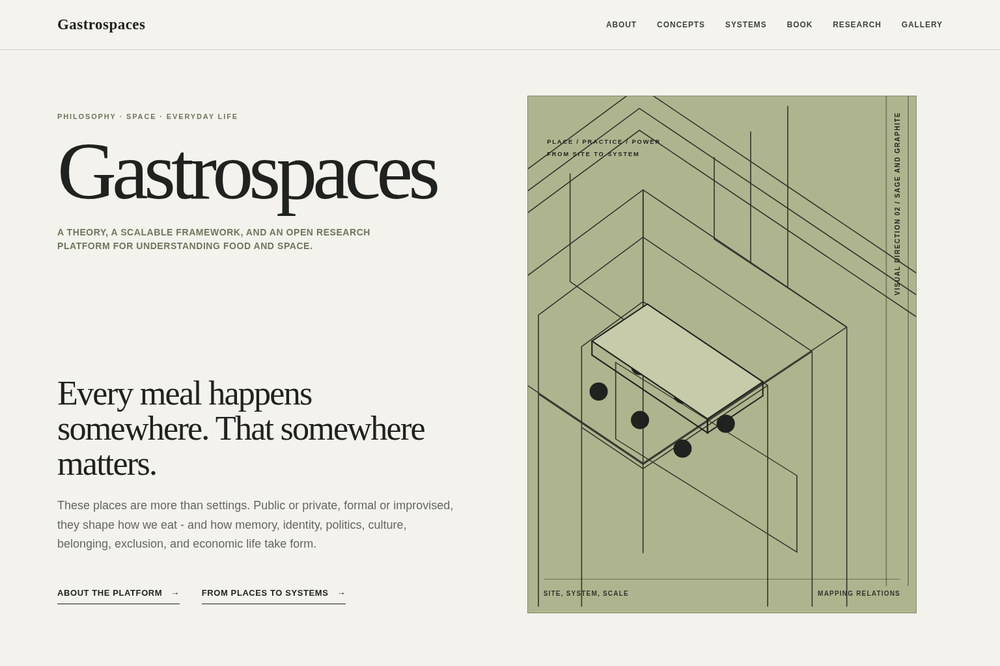 Gastrospaces
ABOUT CONCEPTS SYSTEMS BOOK RESEARCH GALLERY
PHILOSOPHY · SPACE · EVERYDAY LIFE
Gastrospaces
A THEORY, A SCALABLE FRAMEWORK, AND AN OPEN RESEARCH
PLATFORM FOR UNDERSTANDING FOOD AND SPACE.
Every meal happens
somewhere. That somewhere
matters.
These places are more than settings. Public or private, formal or improvised,
they shape how we eat - and how memory, identity, politics, culture,
belonging, exclusion, and economic life take form.
ABOUT THE PLATFORM →
FROM PLACES TO SYSTEMS →
PLACE / PRACTICE / POWER
FROM SITE TO SYSTEM
VISUAL DIRECTION 02 / SAGE AND GRAPHITE
SITE, SYSTEM, SCALE
MAPPING RELATIONS